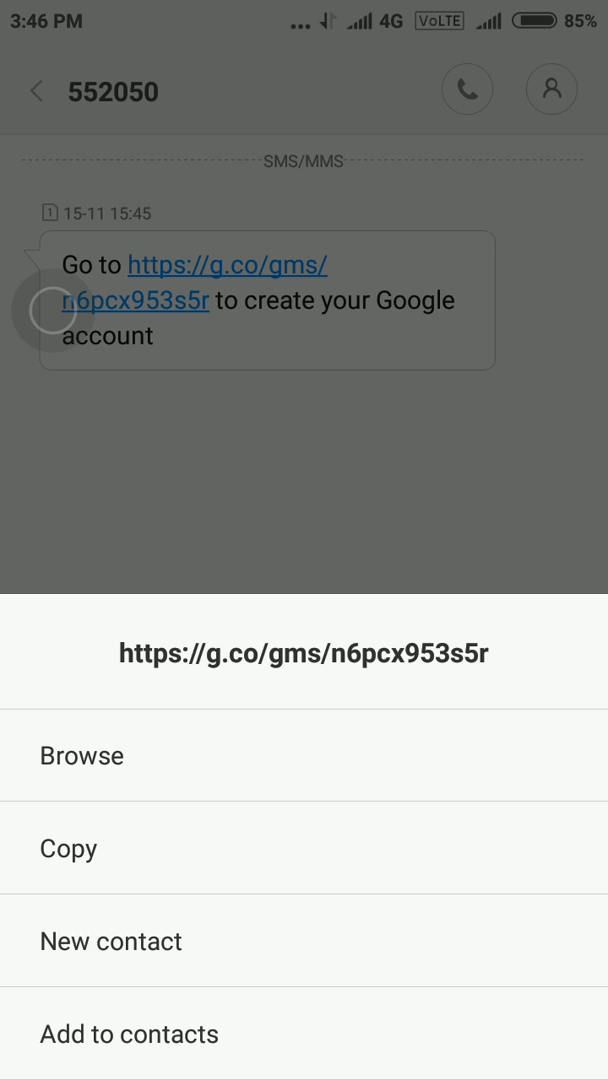 3:46 PM ... 4G VoLTE 85%
552050
SMS/MMS
1 15-11 15:45
Go to https://g.co/gms/
n6pcx953s5r to create your Google
account
https://g.co/gms/n6pcx953s5r
Browse
Copy
New contact
Add to contacts